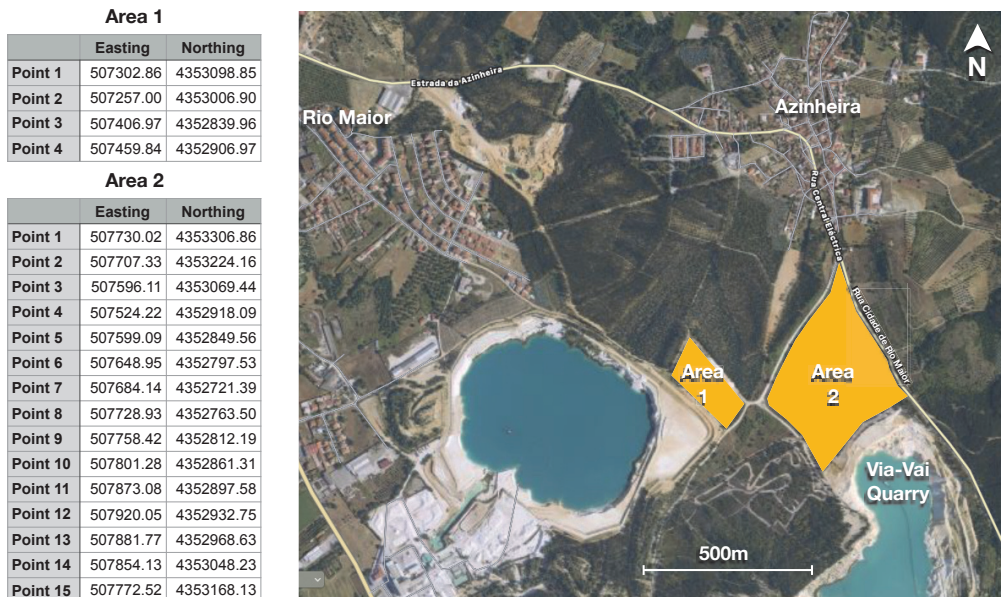 Area 1
Easting Northing
Point 1 507302.86 4353098.85
Point 2 507257.00 4353006.90
Point 3 507406.97 4352839.96
Point 4 507459.84 4352906.97
Area 2
Easting Northing
Point 1 507730.02 4353306.86
Point 2 507707.33 4353224.16
Point 3 507596.11 4353069.44
Point 4 507524.22 4352918.09
Point 5 507599.09 4352849.56
Point 6 507648.95 4352797.53
Point 7 507684.14 4352721.39
Point 8 507728.93 4352763.50
Point 9 507758.42 4352812.19
Point 10 507801.28 4352861.31
Point 11 507873.08 4352897.58
Point 12 507920.05 4352932.75
Point 13 507881.77 4352968.63
Point 14 507854.13 4353048.23
Point 15 507772.52 4353168.13
N
Estrada da Azinheira
Rio Maior
Azinheira
Rua Central Eléctrica
Rua Cidade de Rio Maior
Area
1
Area
2
Via-Vai
Quarry
500m